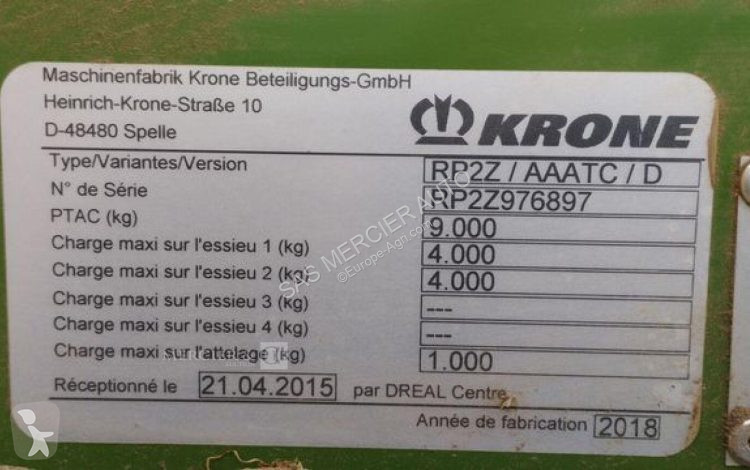 Maschinenfabrik Krone Beteiligungs-GmbH
Heinrich-Krone-Straße 10
D-48480 Spelle
KRONE
Type/Variantes/Version RP2Z / AAATC / D
N° de Série RP2Z976897
PTAC (kg) 9.000
Charge maxi sur l'essieu 1 (kg) 4.000
Charge maxi sur l'essieu 2 (kg) 4.000
Charge maxi sur l'essieu 3 (kg) ---
Charge maxi sur l'essieu 4 (kg) ---
Charge maxi sur l'attelage (kg) 1.000
Réceptionné le 21.04.2015 par DREAL Centre
Année de fabrication 2018
SAS MERCIER AUTO
©Europe-Agri.com